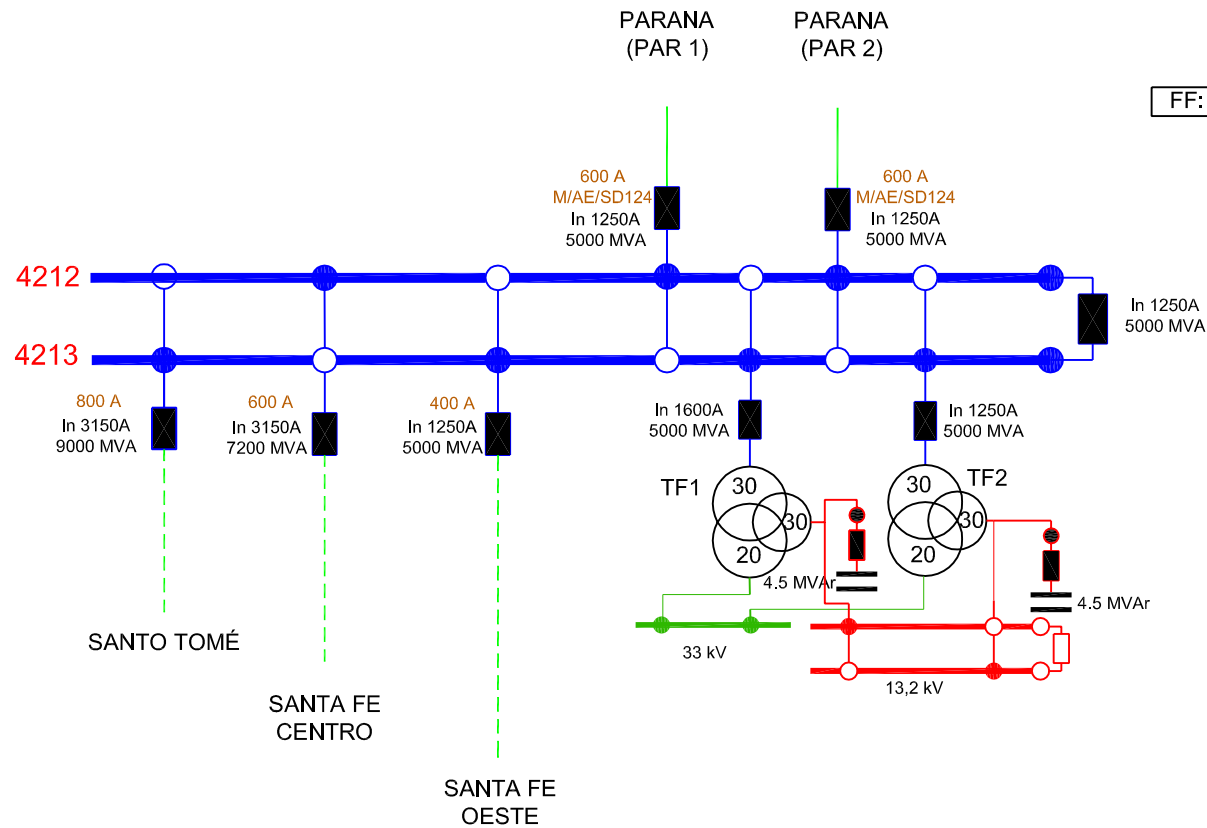 PARANA
(PAR 1)
PARANA
(PAR 2)
FF:
600 A
M/AE/SD124
In 1250A
5000 MVA
600 A
M/AE/SD124
In 1250A
5000 MVA
4212
In 1250A
5000 MVA
4213
800 A
In 3150A
9000 MVA
600 A
In 3150A
7200 MVA
400 A
In 1250A
5000 MVA
In 1600A
5000 MVA
In 1250A
5000 MVA
TF1
30
30
20
TF2
30
30
20
4.5 MVAr
4.5 MVAr
33 kV
13,2 kV
SANTO TOMÉ
SANTA FE
CENTRO
SANTA FE
OESTE